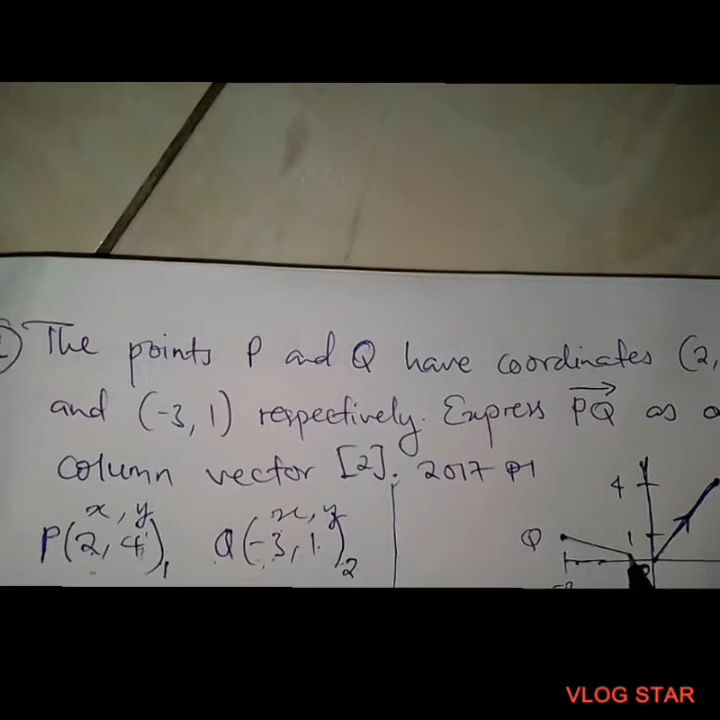 The points P and Q have coordinates (2,
and (-3, 1) respectively. Express PQ as a
column vector [2]. 2017 P1
x, y x, y
P(2, 4)1 Q(-3, 1)2
4
Q 1
VLOG STAR